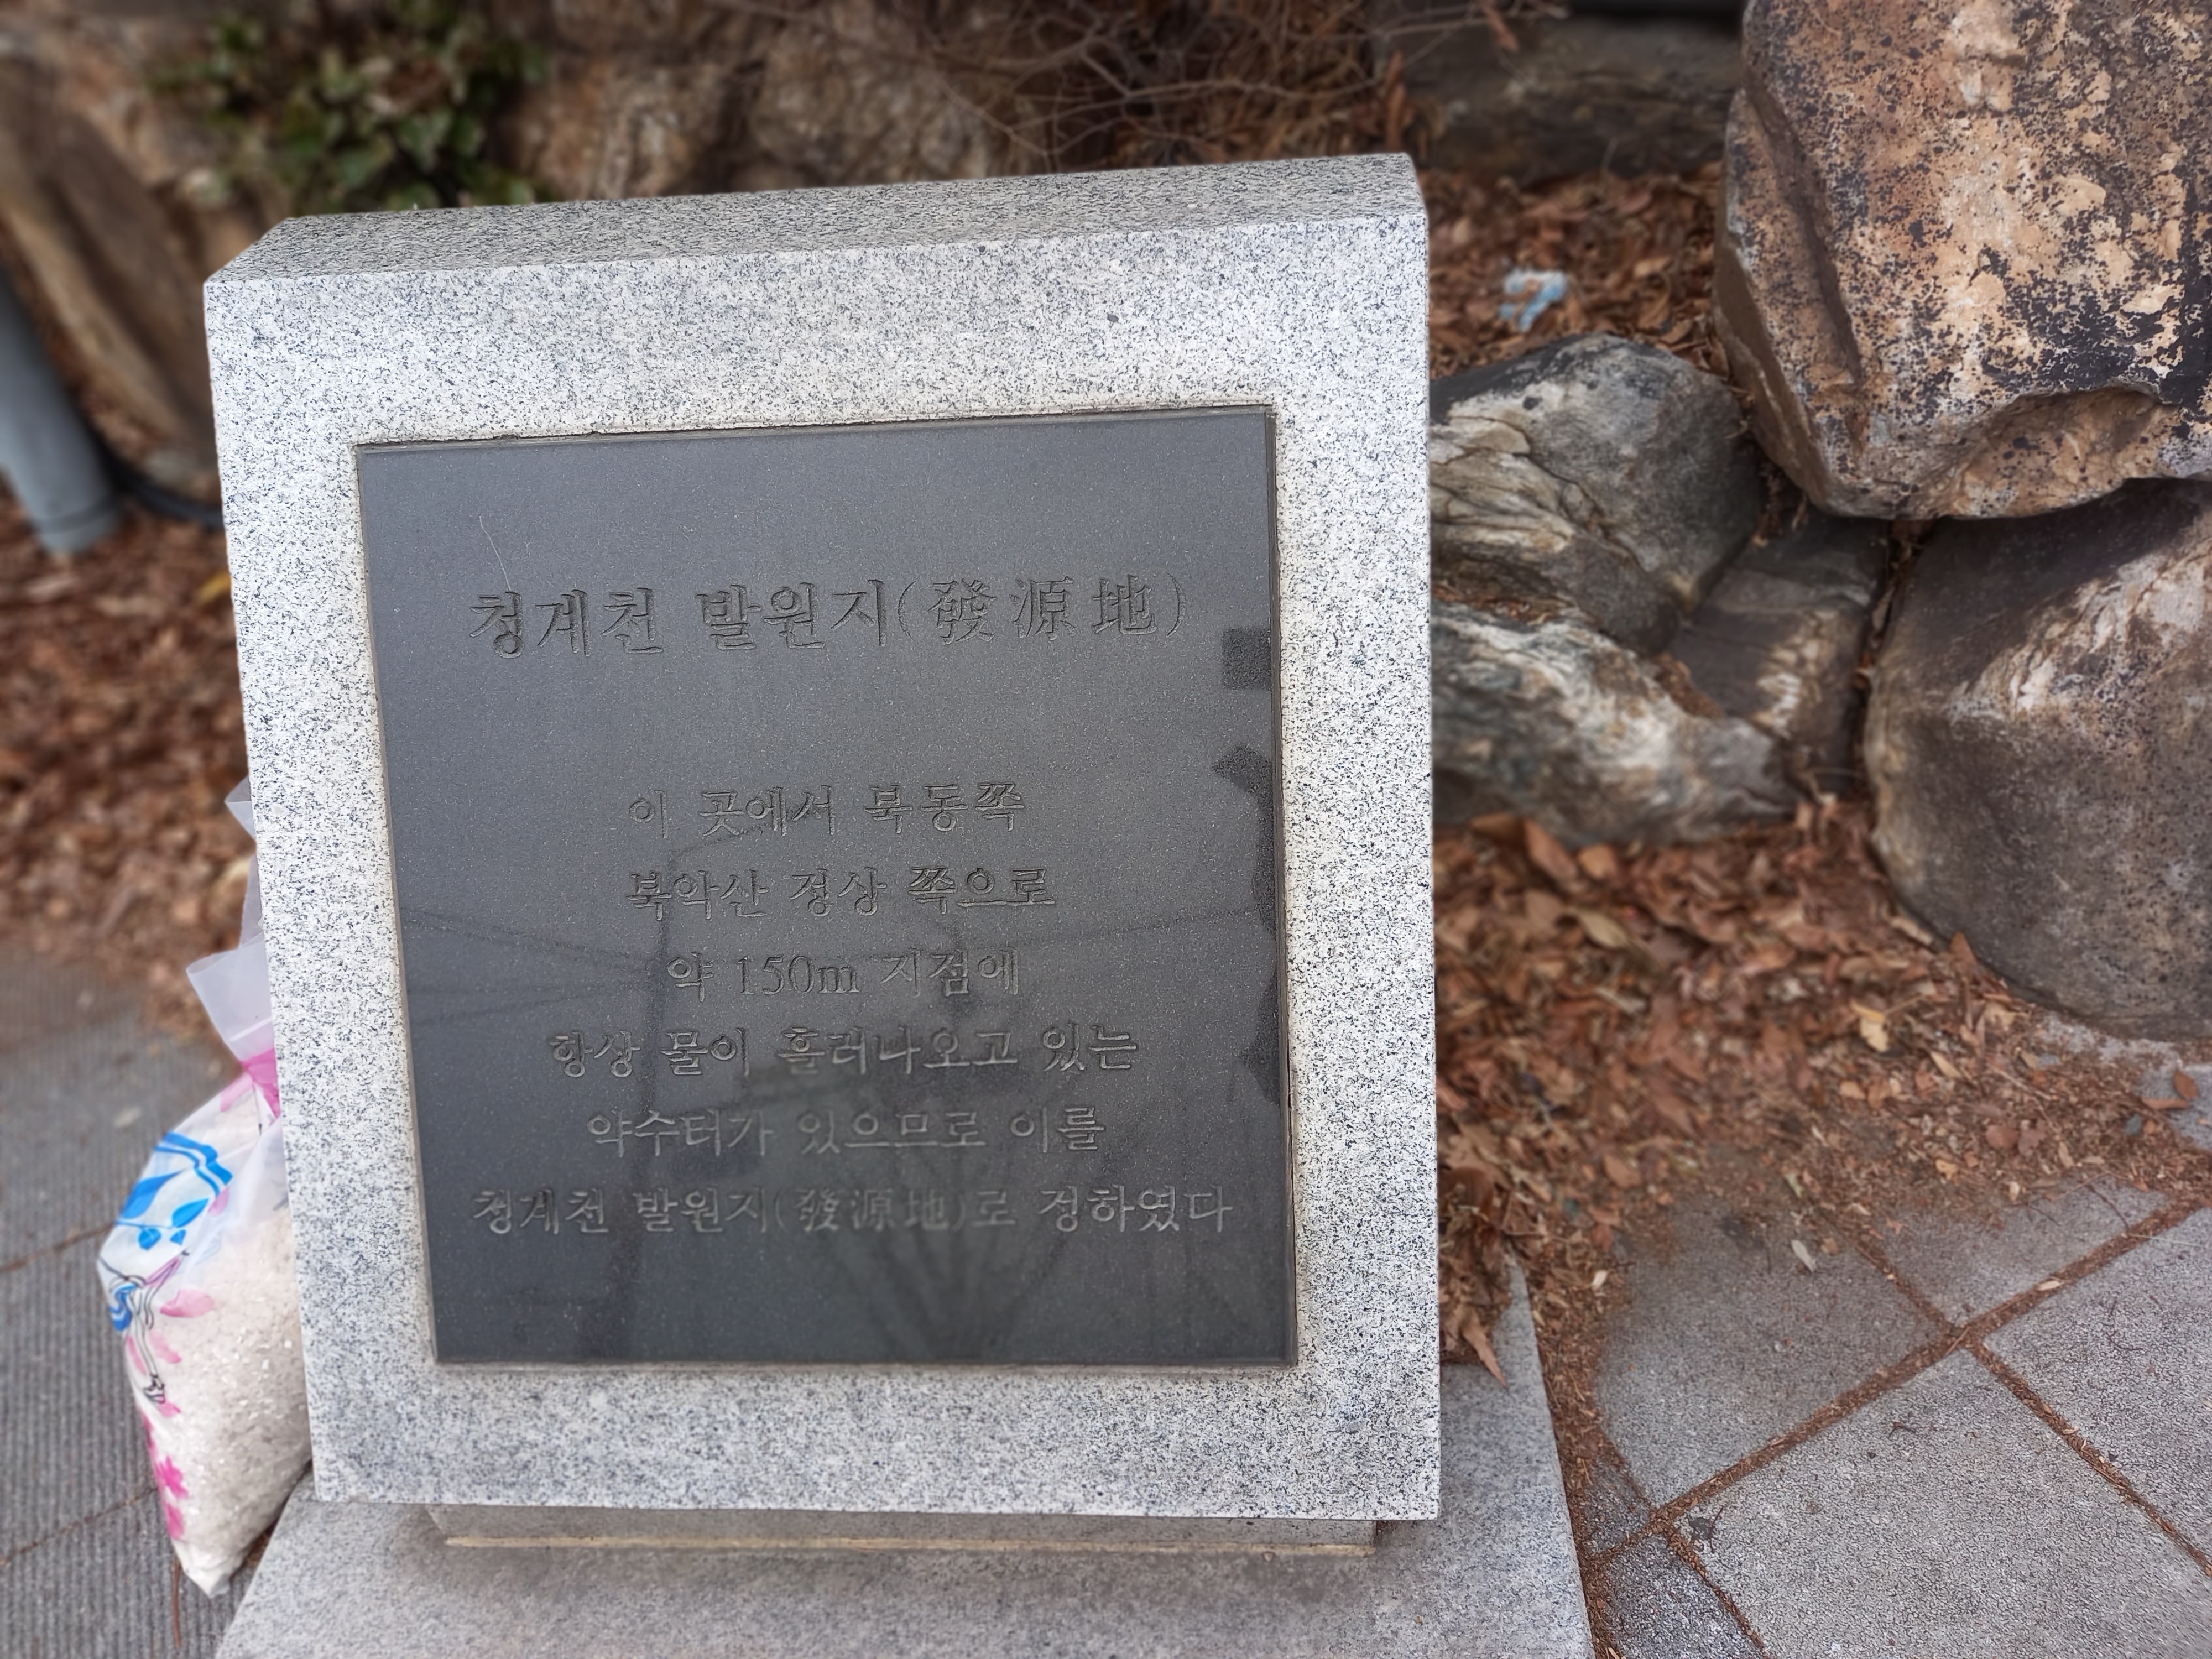 청계천 발원지(發源地)
이 곳에서 북동쪽
북악산 정상 쪽으로
약 150m 지점에
항상 물이 흘러나오고 있는
약수터가 있으므로 이를
청계천 발원지(發源地)로 정하였다